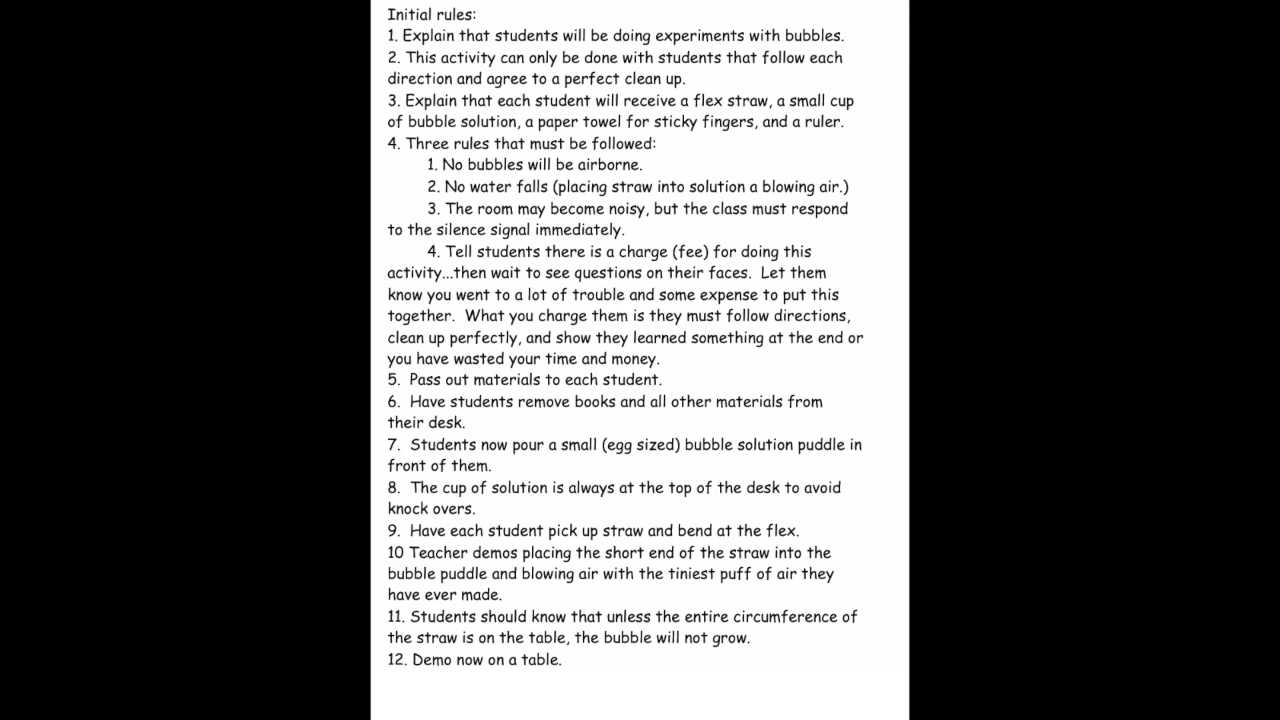 Initial rules:
1. Explain that students will be doing experiments with bubbles.
2. This activity can only be done with students that follow each
direction and agree to a perfect clean up.
3. Explain that each student will receive a flex straw, a small cup
of bubble solution, a paper towel for sticky fingers, and a ruler.
4. Three rules that must be followed:
1. No bubbles will be airborne.
2. No water falls (placing straw into solution a blowing air.)
3. The room may become noisy, but the class must respond
to the silence signal immediately.
4. Tell students there is a charge (fee) for doing this
activity...then wait to see questions on their faces.  Let them
know you went to a lot of trouble and some expense to put this
together.  What you charge them is they must follow directions,
clean up perfectly, and show they learned something at the end or
you have wasted your time and money.
5.  Pass out materials to each student.
6.  Have students remove books and all other materials from
their desk.
7.  Students now pour a small (egg sized) bubble solution puddle in
front of them.
8.  The cup of solution is always at the top of the desk to avoid
knock overs.
9.  Have each student pick up straw and bend at the flex.
10 Teacher demos placing the short end of the straw into the
bubble puddle and blowing air with the tiniest puff of air they
have ever made.
11. Students should know that unless the entire circumference of
the straw is on the table, the bubble will not grow.
12. Demo now on a table.